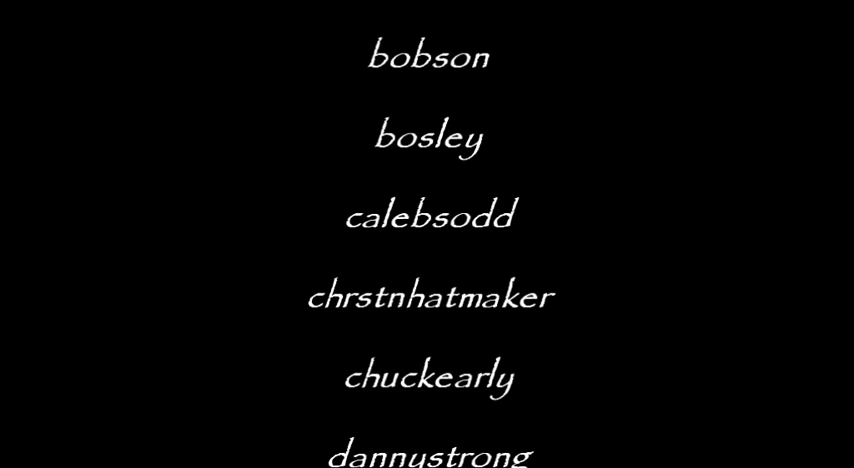 bobson
bosley
calebsodd
chrstnhatmaker
chuckearly
dannystrong